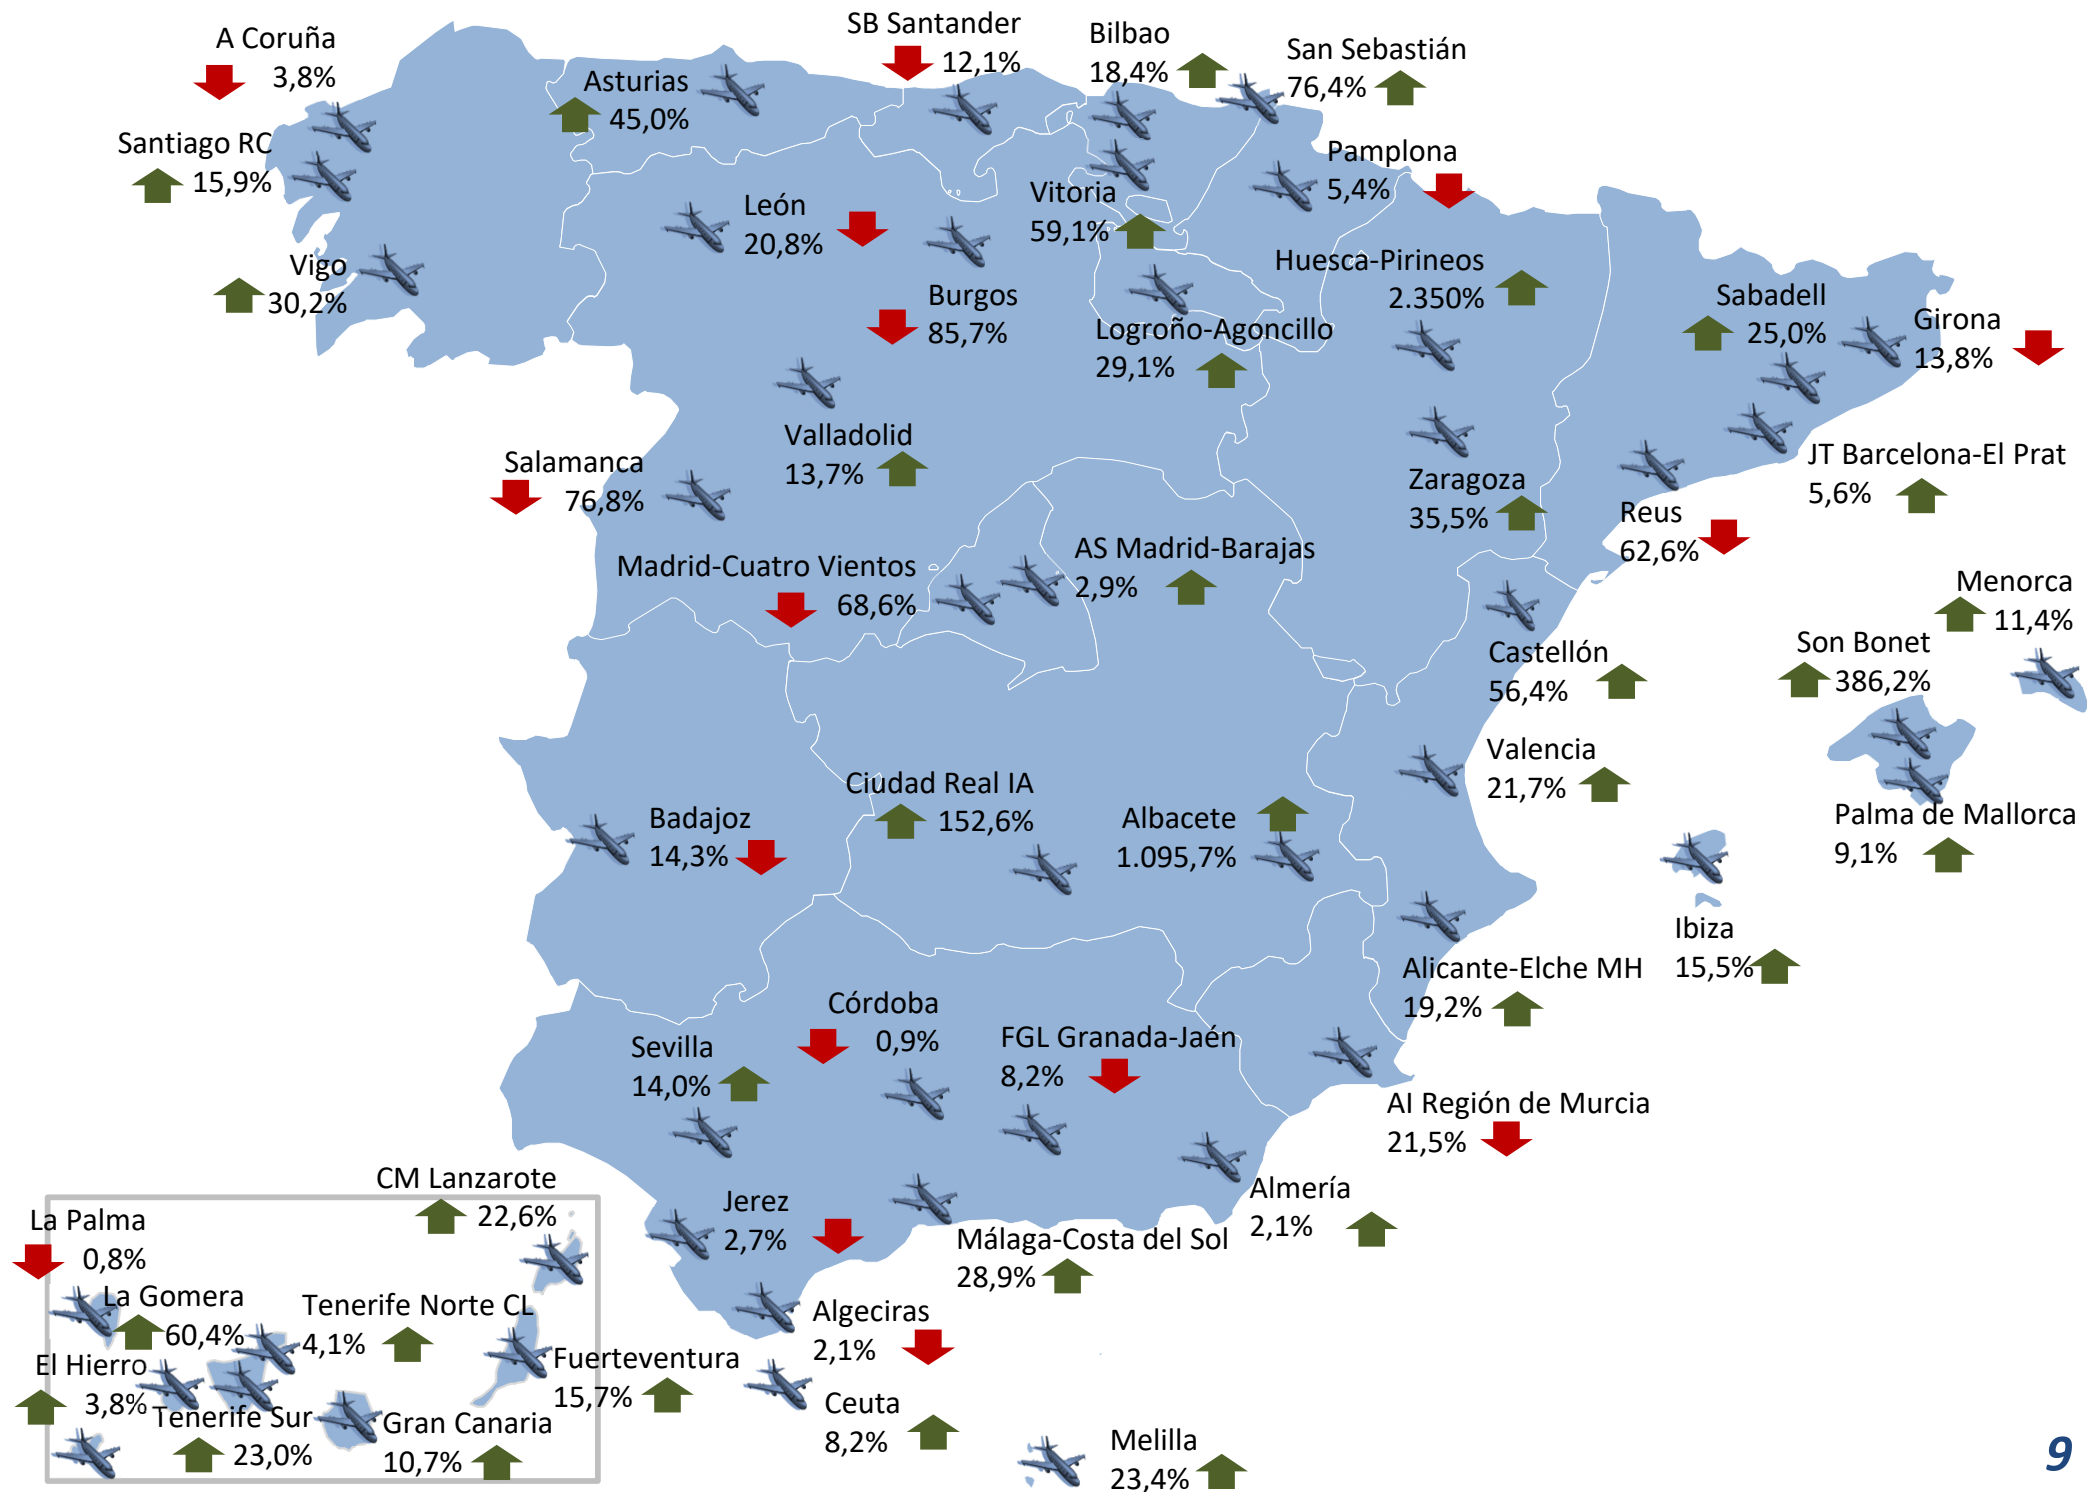 A Coruña
3,8%
SB Santander
12,1%
Bilbao
18,4%
San Sebastián
76,4%
Asturias
45,0%
Santiago RC
15,9%
Pamplona
5,4%
León
20,8%
Vitoria
59,1%
Vigo
30,2%
Burgos
85,7%
Huesca-Pirineos
2.350%
Sabadell
25,0%
Girona
13,8%
Logroño-Agoncillo
29,1%
Valladolid
13,7%
Salamanca
76,8%
JT Barcelona-El Prat
5,6%
Zaragoza
35,5%
Reus
62,6%
Madrid-Cuatro Vientos
68,6%
AS Madrid-Barajas
2,9%
Menorca
11,4%
Castellón
56,4%
Son Bonet
386,2%
Valencia
21,7%
Ciudad Real IA
152,6%
Badajoz
14,3%
Albacete
1.095,7%
Palma de Mallorca
9,1%
Ibiza
15,5%
Alicante-Elche MH
19,2%
Córdoba
0,9%
FGL Granada-Jaén
8,2%
Sevilla
14,0%
AI Región de Murcia
21,5%
CM Lanzarote
22,6%
Almería
2,1%
Jerez
2,7%
La Palma
0,8%
Málaga-Costa del Sol
28,9%
La Gomera
60,4%
Tenerife Norte CL
4,1%
Algeciras
2,1%
El Hierro
3,8%
Fuerteventura
15,7%
Ceuta
8,2%
Tenerife Sur
23,0%
Gran Canaria
10,7%
Melilla
23,4%
9